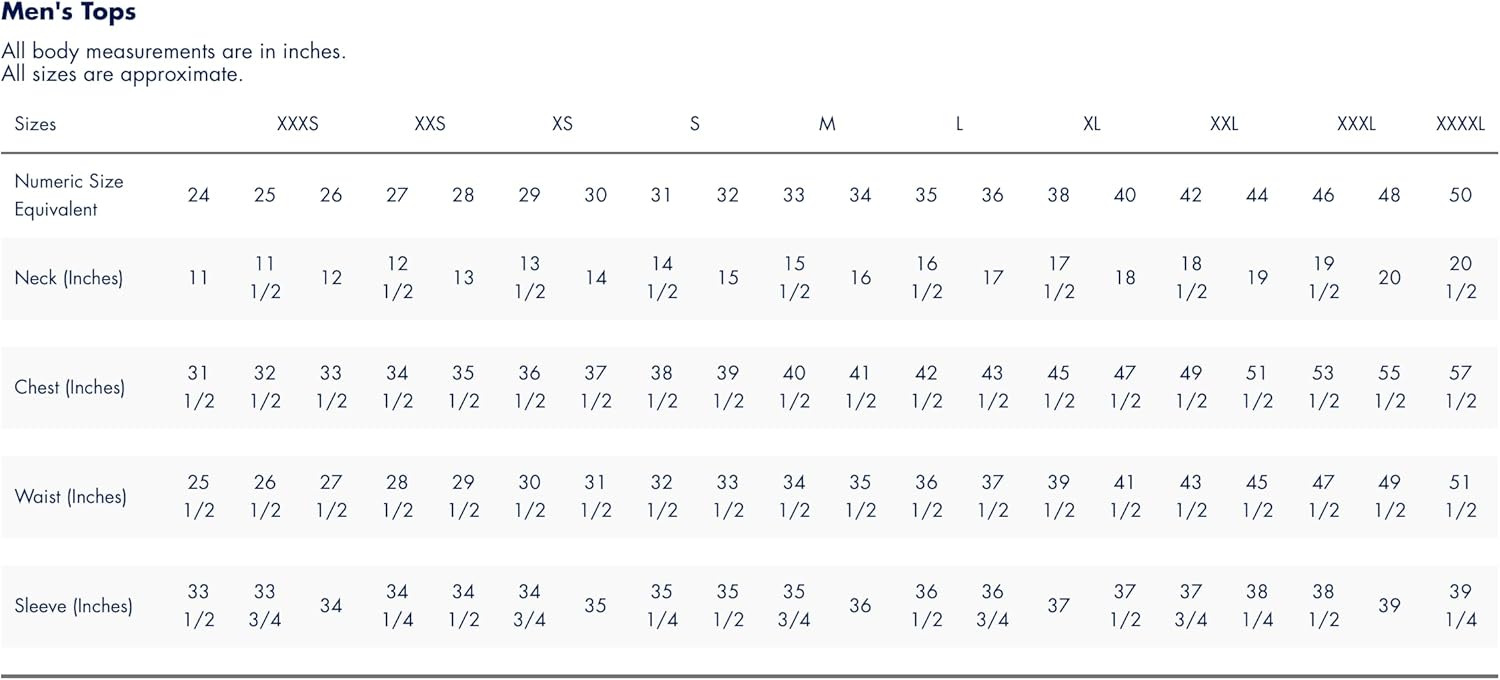 Men's Tops
All body measurements are in inches.
All sizes are approximate.
Sizes XXXS XXS XS S M L XL XXL XXXL XXXXL
Numeric Size
Equivalent 24 25 26 27 28 29 30 31 32 33 34 35 36 38 40 42 44 46 48 50
Neck (Inches) 11 11 1/2 12 12 1/2 13 13 1/2 14 14 1/2 15 15 1/2 16 16 1/2 17 17 1/2 18 18 1/2 19 19 1/2 20 20 1/2
Chest (Inches) 31 1/2 32 1/2 33 1/2 34 1/2 35 1/2 36 1/2 37 1/2 38 1/2 39 1/2 40 1/2 41 1/2 42 1/2 43 1/2 45 1/2 47 1/2 49 1/2 51 1/2 53 1/2 55 1/2 57 1/2
Waist (Inches) 25 1/2 26 1/2 27 1/2 28 1/2 29 1/2 30 1/2 31 1/2 32 1/2 33 1/2 34 1/2 35 1/2 36 1/2 37 1/2 39 1/2 41 1/2 43 1/2 45 1/2 47 1/2 49 1/2 51 1/2
Sleeve (Inches) 33 1/2 33 3/4 34 34 1/4 34 1/2 34 3/4 35 35 1/4 35 1/2 35 3/4 36 36 1/2 36 3/4 37 37 1/2 37 3/4 38 1/4 38 1/2 39 39 1/4